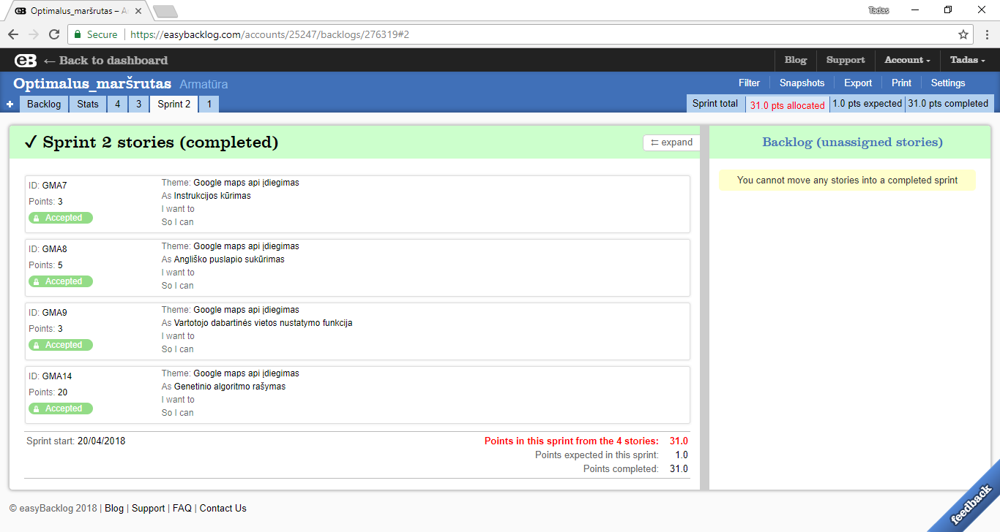 Optimalus_maršrutas – A
Tadas
Secure
https://easybacklog.com/accounts/25247/backlogs/276319#2
eB ← Back to dashboard
Blog
Support
Account
Tadas
Optimalus_maršrutas Armatūra
Filter
Snapshots
Export
Print
Settings
+ Backlog Stats 4 3 Sprint 2 1
Sprint total 31.0 pts allocated 1.0 pts expected 31.0 pts completed
✓ Sprint 2 stories (completed)
expand
Backlog (unassigned stories)
You cannot move any stories into a completed sprint
ID: GMA7
Points: 3
Accepted
Theme: Google maps api įdiegimas
As Instrukcijos kūrimas
I want to
So I can
ID: GMA8
Points: 5
Accepted
Theme: Google maps api įdiegimas
As Angliško puslapio sukūrimas
I want to
So I can
ID: GMA9
Points: 3
Accepted
Theme: Google maps api įdiegimas
As Vartotojo dabartinės vietos nustatymo funkcija
I want to
So I can
ID: GMA14
Points: 20
Accepted
Theme: Google maps api įdiegimas
As Genetinio algoritmo rašymas
I want to
So I can
Sprint start: 20/04/2018
Points in this sprint from the 4 stories: 31.0
Points expected in this sprint: 1.0
Points completed: 31.0
© easyBacklog 2018 | Blog | Support | FAQ | Contact Us
feedback